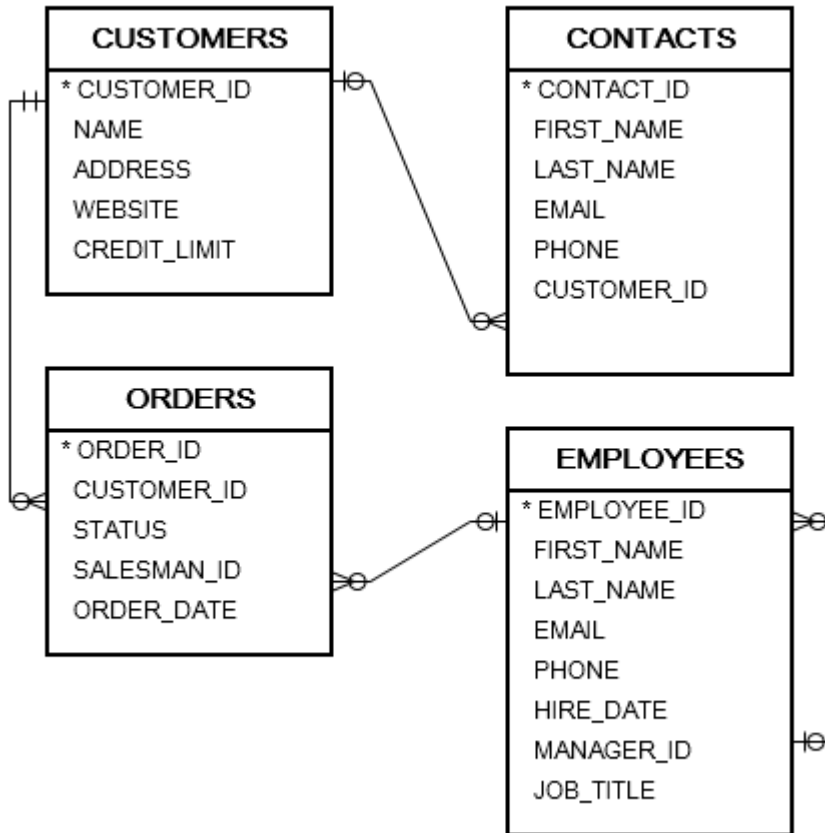 CUSTOMERS
* CUSTOMER_ID
NAME
ADDRESS
WEBSITE
CREDIT_LIMIT
CONTACTS
* CONTACT_ID
FIRST_NAME
LAST_NAME
EMAIL
PHONE
CUSTOMER_ID
ORDERS
* ORDER_ID
CUSTOMER_ID
STATUS
SALESMAN_ID
ORDER_DATE
EMPLOYEES
* EMPLOYEE_ID
FIRST_NAME
LAST_NAME
EMAIL
PHONE
HIRE_DATE
MANAGER_ID
JOB_TITLE